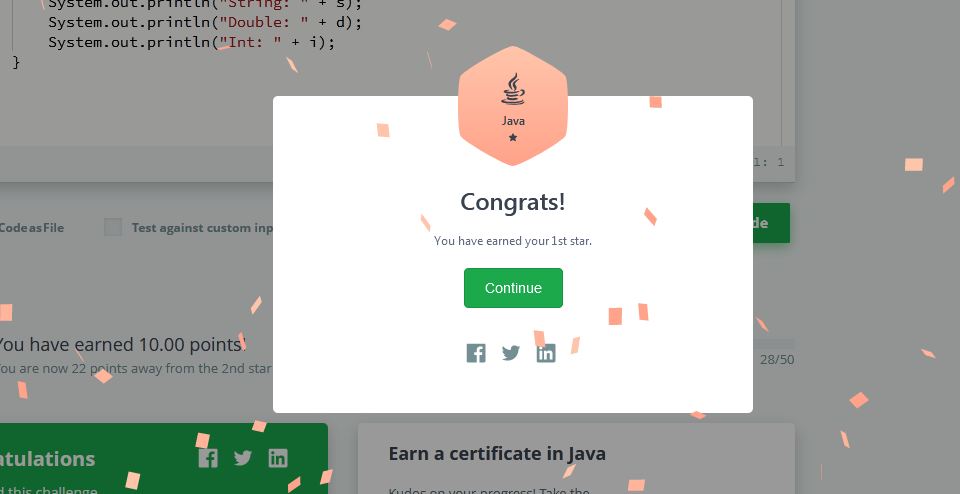 System.out.println("String: " + s);
System.out.println("Double: " + d);
System.out.println("Int: " + i);
}
Java
Congrats!
You have earned your 1st star.
Continue
: 1
CodeasFile
Test against custom inp
de
You have earned 10.00 points!
You are now 22 points away from the 2nd star
28/50
atulations
d this challenge
Earn a certificate in Java
Kudos on your progress! Take the